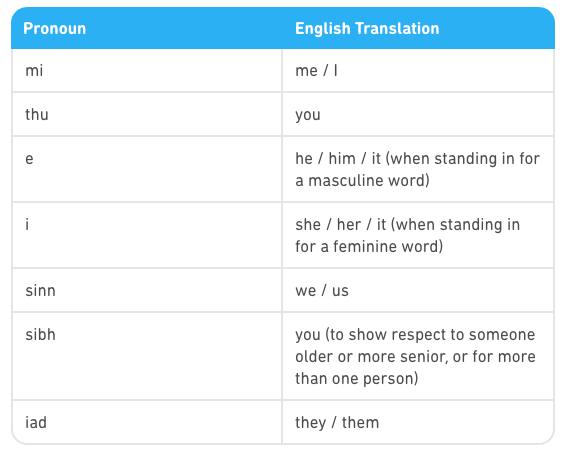 Pronoun English Translation
mi me / I
thu you
e he / him / it (when standing in for
a masculine word)
i she / her / it (when standing in
for a feminine word)
sinn we / us
sibh you (to show respect to someone
older or more senior, or for more
than one person)
iad they / them